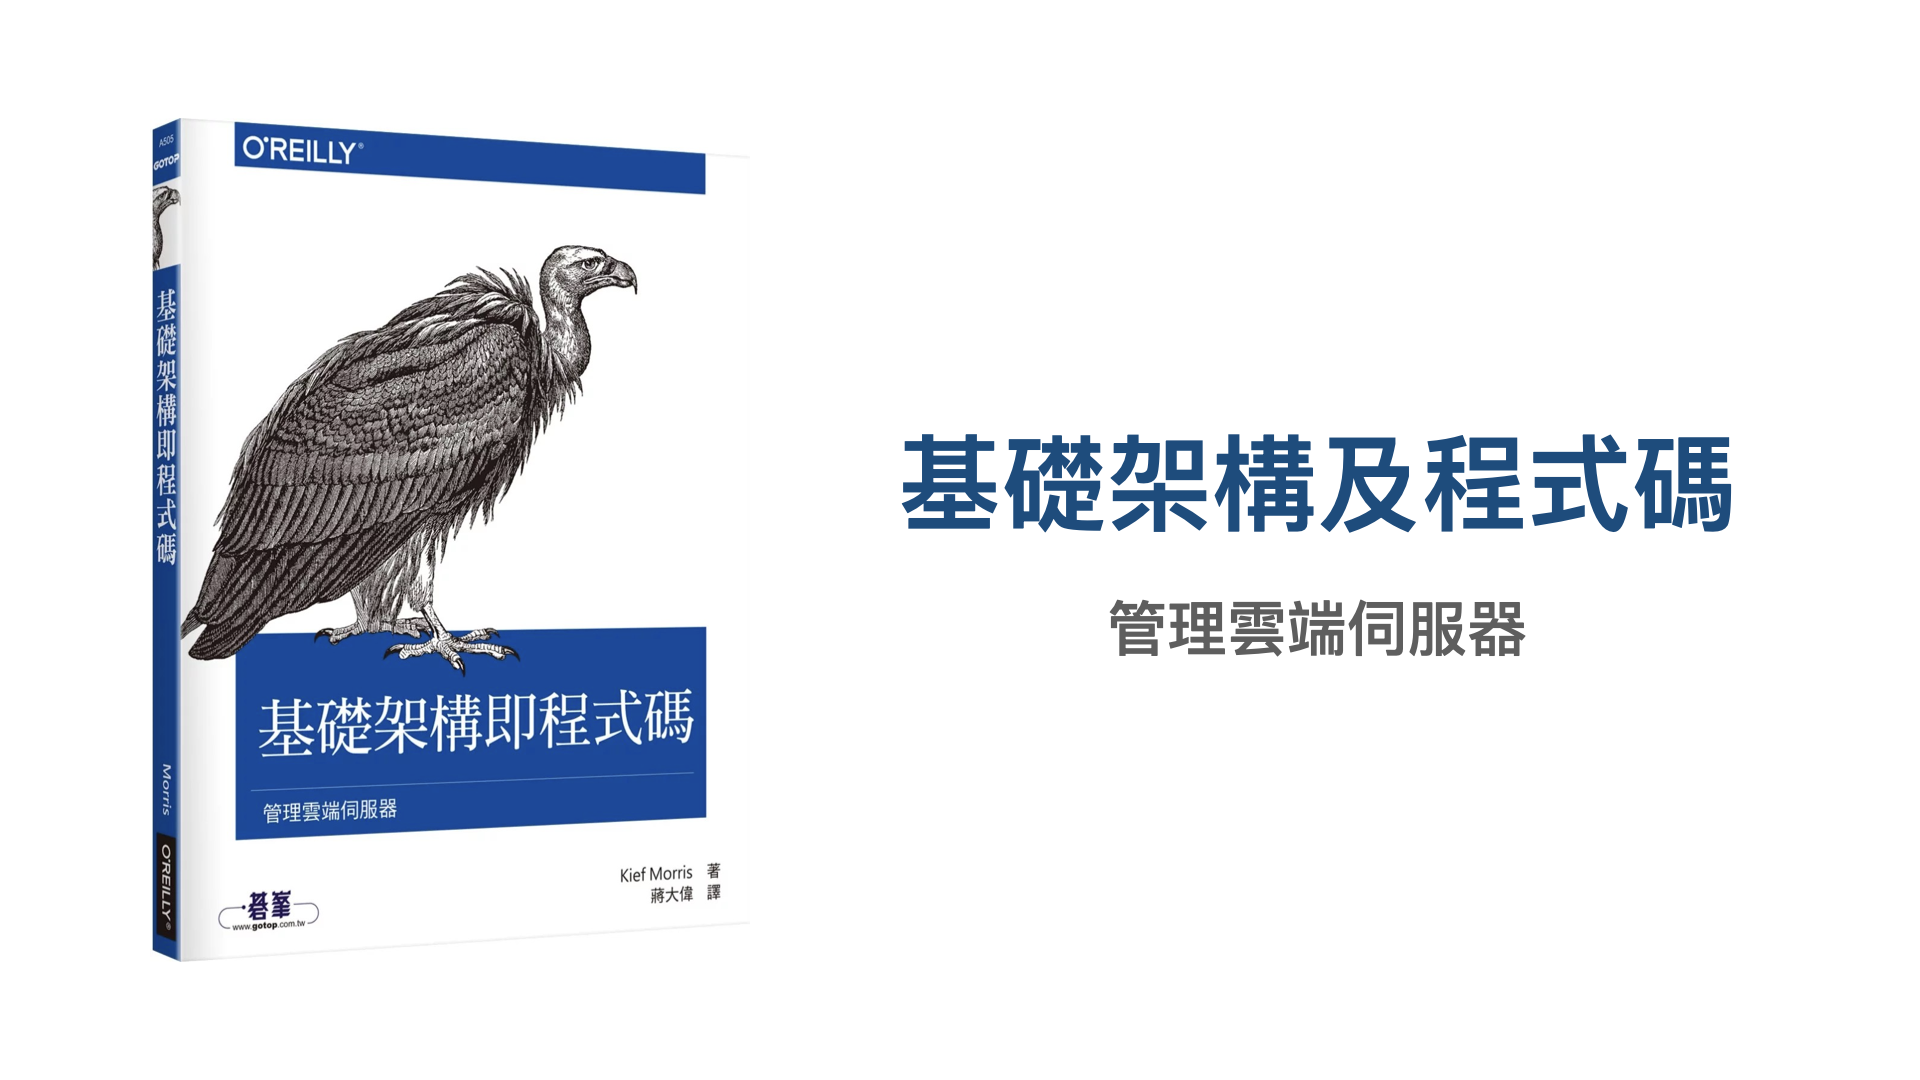 A505
GOTOP
基礎架構即程式碼
Morris
O'REILLY®
O'REILLY®
基礎架構即程式碼
管理雲端伺服器
Kief Morris 著
蔣大偉 譯
碁峯
www.gotop.com.tw
基礎架構及程式碼
管理雲端伺服器